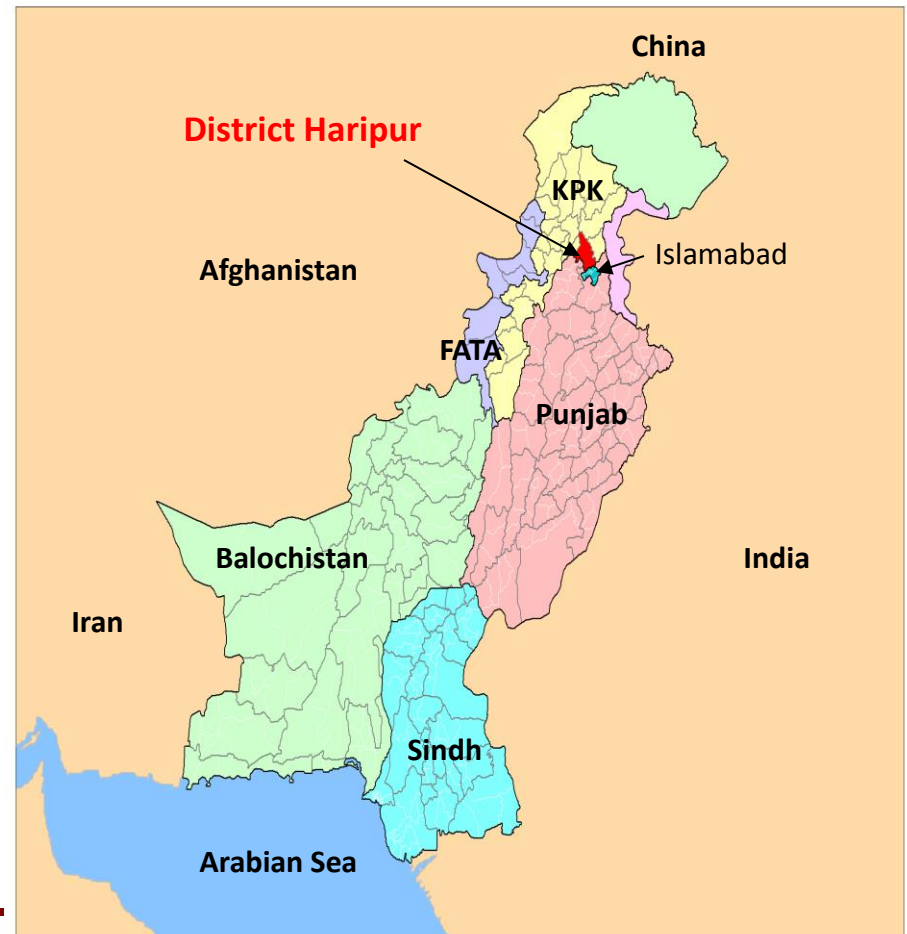 China
District Haripur
KPK
Islamabad
Afghanistan
FATA
Punjab
Balochistan
India
Iran
Sindh
Arabian Sea